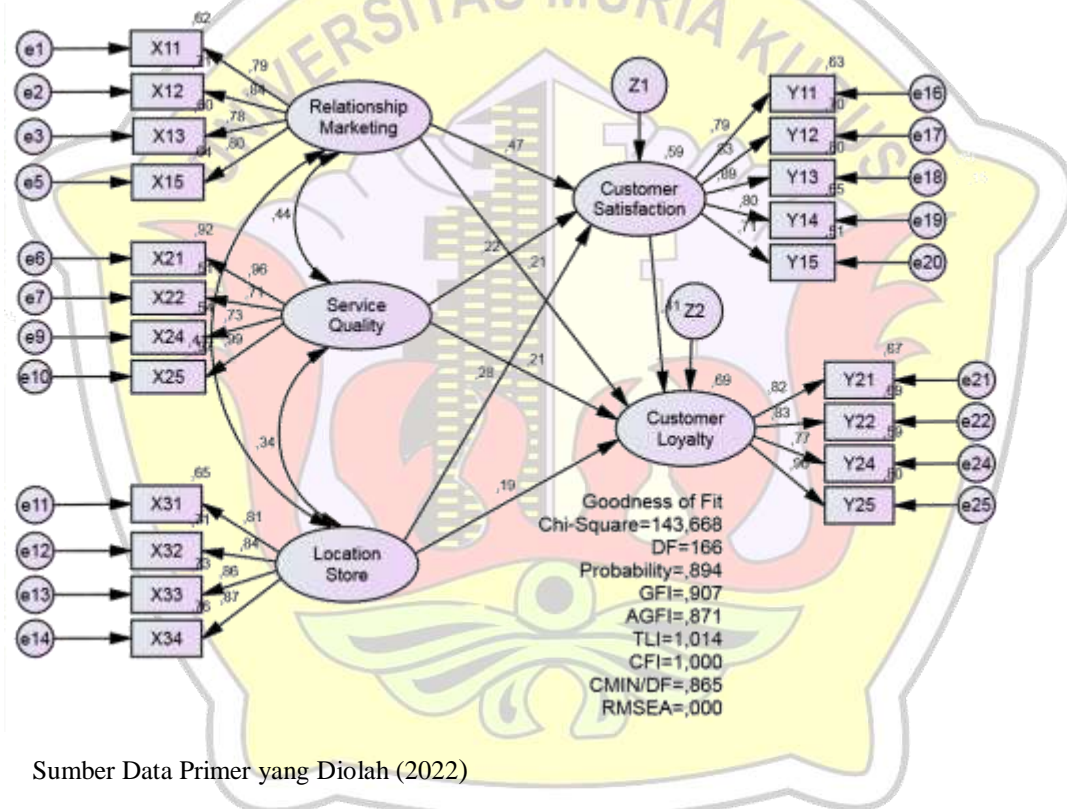 UNIVERSITAS MURIA KUDUS
,62
e1 X11
,79
e2 X12
,84
Relationship
Marketing
e3 X13
,78
e5 X15
,80
,44
,92
e6 X21
,96
e7 X22
,71
Service
Quality
e9 X24
,73
e10 X25
,34
,65
e11 X31
,81
e12 X32
,84
Location
Store
e13 X33
,86
e14 X34
,87
,47
,22
,21
,28
,21
,19
Z1
,59
Customer
Satisfaction
,63
Y11 e16
,79
Y12 e17
Y13 e18
,80
Y14 e19
,71
Y15 e20
Z2
,69
Customer
Loyalty
,67
Y21 e21
,82
Y22 e22
,83
Y24 e24
,77
Y25 e25
Goodness of Fit
Chi-Square=143,668
DF=166
Probability=,894
GFI=,907
AGFI=,871
TLI=1,014
CFI=1,000
CMIN/DF=,865
RMSEA=,000
Sumber Data Primer yang Diolah (2022)